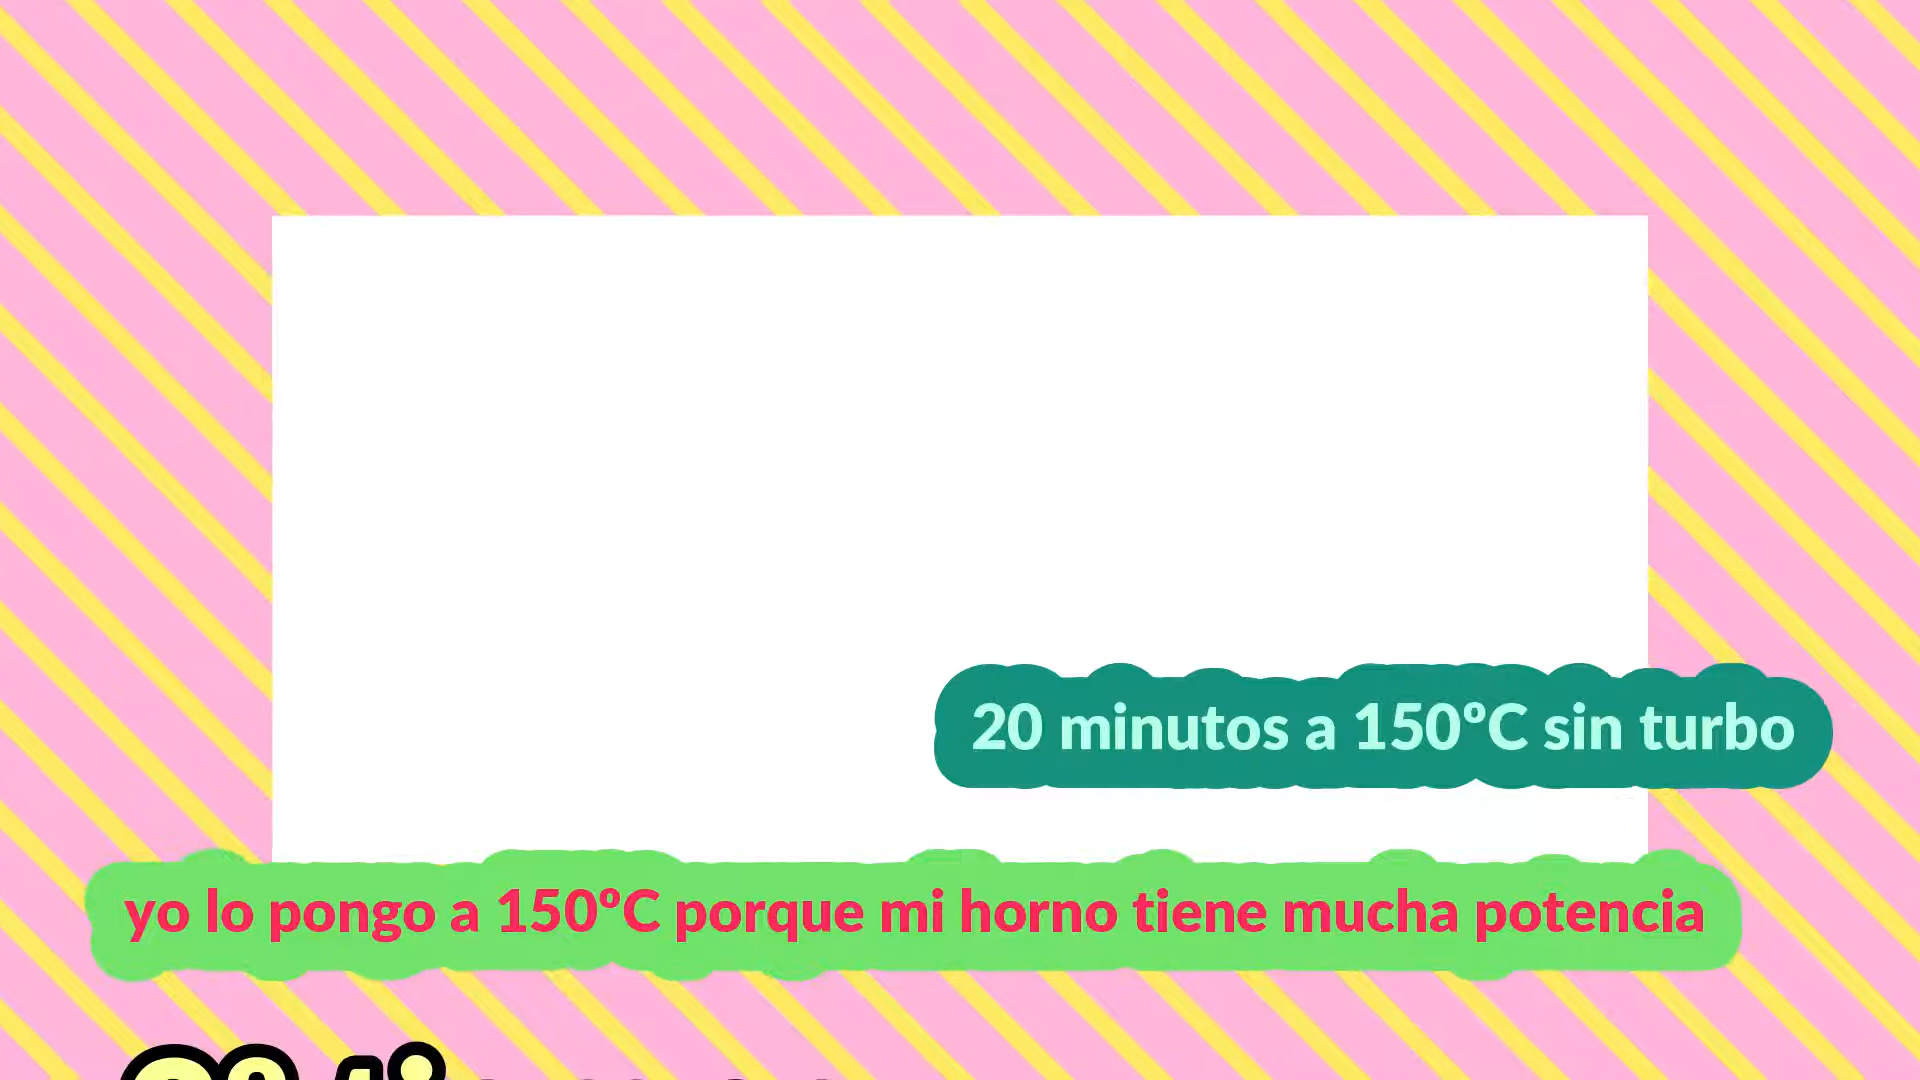 20 minutos a 150ºC sin turbo
yo lo pongo a 150ºC porque mi horno tiene mucha potencia